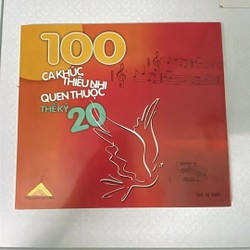 100
CA KHÚC
THIẾU NHI
QUEN THUỘC
THẾ KỶ
20